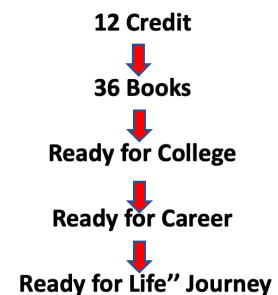 12 Credit
36 Books
Ready for College
Ready for Career
Ready for Life” Journey